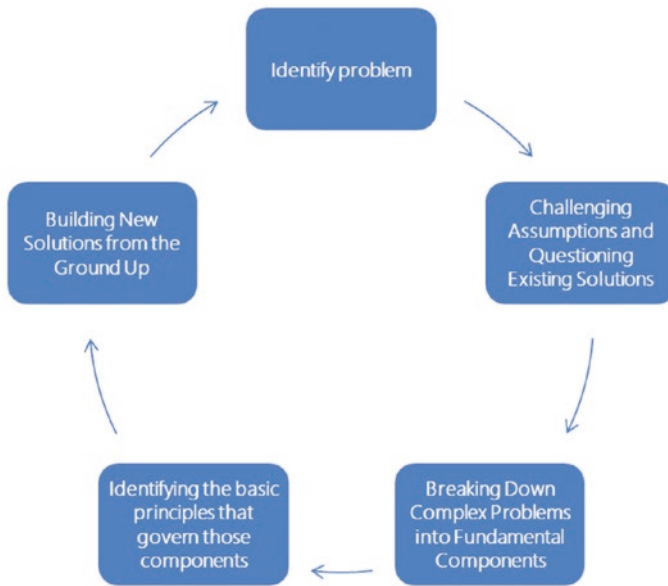 Identify problem
Challenging
Assumptions and
Questioning
Existing Solutions
Breaking Down
Complex Problems
into Fundamental
Components
Identifying the basic
principles that
govern those
components
Building New
Solutions from the
Ground Up